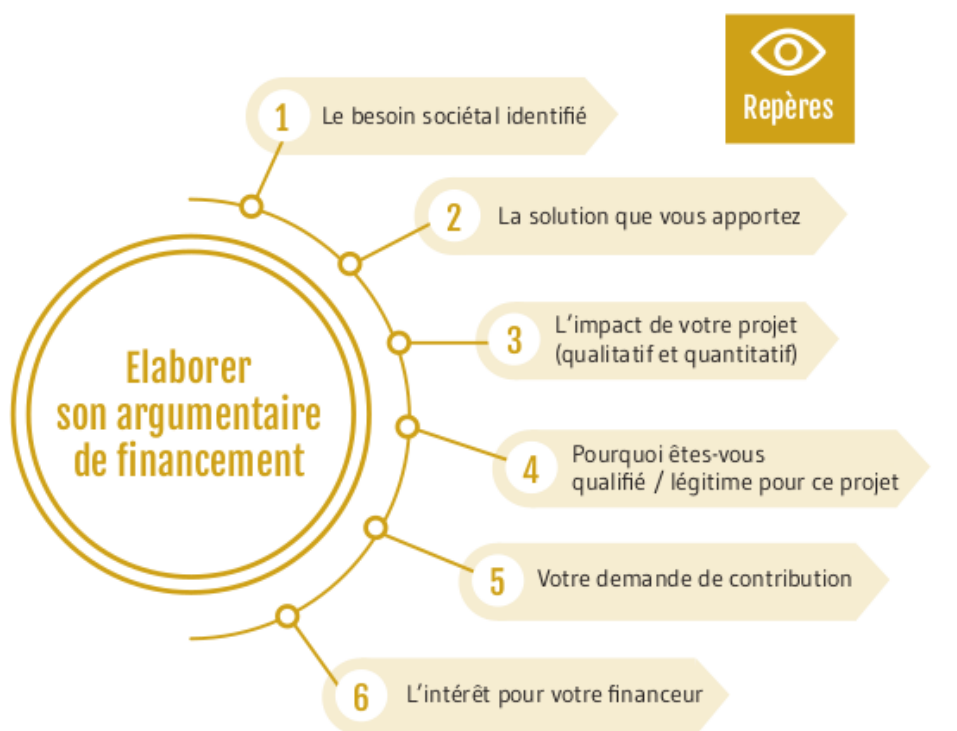 Repères
1
Le besoin sociétal identifié
2
La solution que vous apportez
3
L'impact de votre projet
(qualitatif et quantitatif)
Elaborer
son argumentaire
de financement
4
Pourquoi êtes-vous
qualifié / légitime pour ce projet
5
Votre demande de contribution
6
L'intérêt pour votre financeur